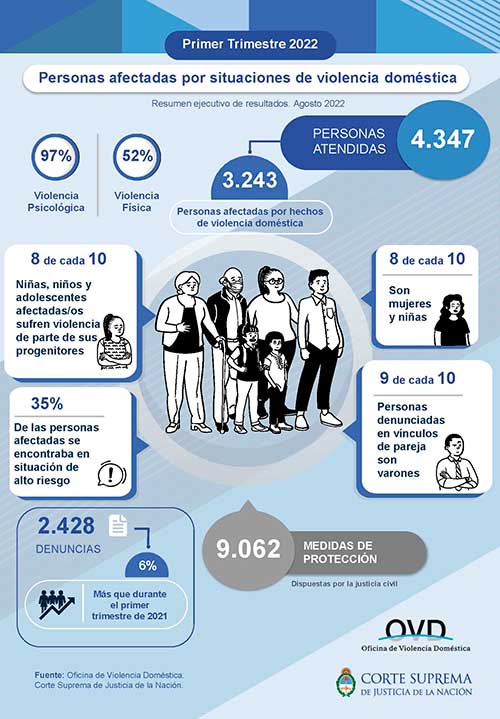 Primer Trimestre 2022
Personas afectadas por situaciones de violencia doméstica
Resumen ejecutivo de resultados. Agosto 2022
PERSONAS
ATENDIDAS
4.347
97%
Violencia
Psicológica
52%
Violencia
Física
3.243
Personas afectadas por hechos
de violencia doméstica
8 de cada 10
Niñas, niños y
adolescentes
afectadas/os
sufren violencia
de parte de sus
progenitores
8 de cada 10
Son
mujeres
y niñas
35%
De las personas
afectadas se
encontraba en
situación de
alto riesgo
9 de cada 10
Personas
denunciadas
en vínculos
de pareja
son
varones
2.428
DENUNCIAS
6%
Más que durante
el primer
trimestre de 2021
9.062
MEDIDAS DE
PROTECCIÓN
Dispuestas por la justicia civil
OVD
Oficina de Violencia Doméstica
Fuente: Oficina de Violencia Doméstica.
Corte Suprema de Justicia de la Nación.
CORTE SUPREMA
DE JUSTICIA DE LA NACIÓN